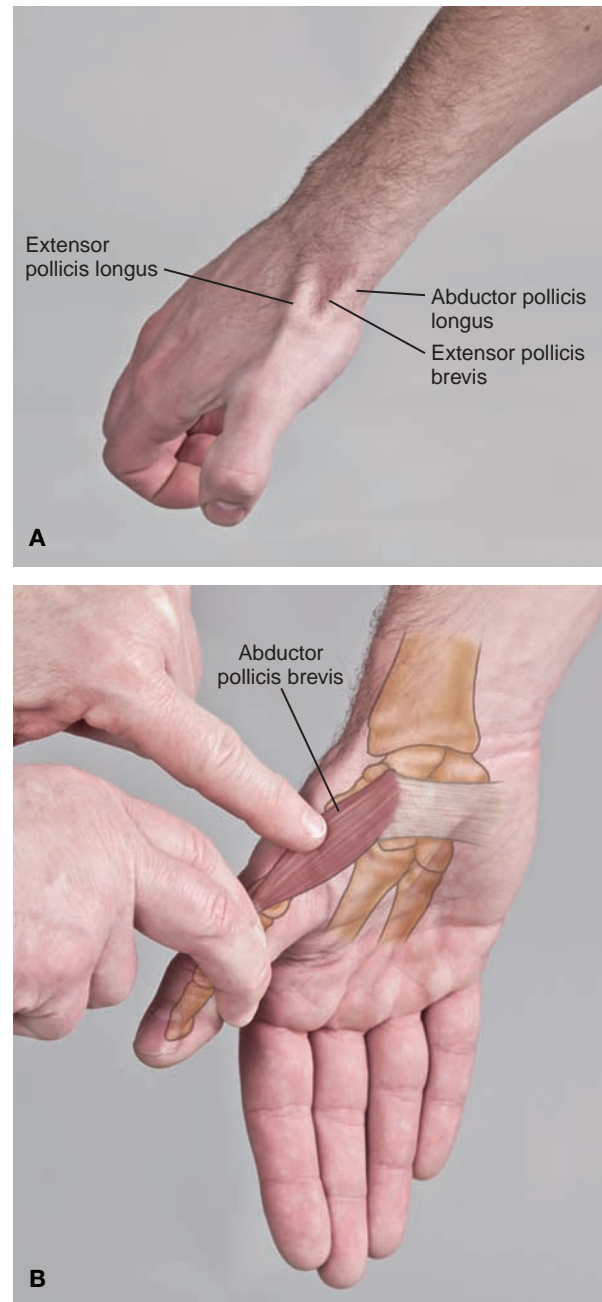 Extensor
pollicis longus
Abductor pollicis
longus
Extensor pollicis
brevis
A
Abductor
pollicis brevis
B